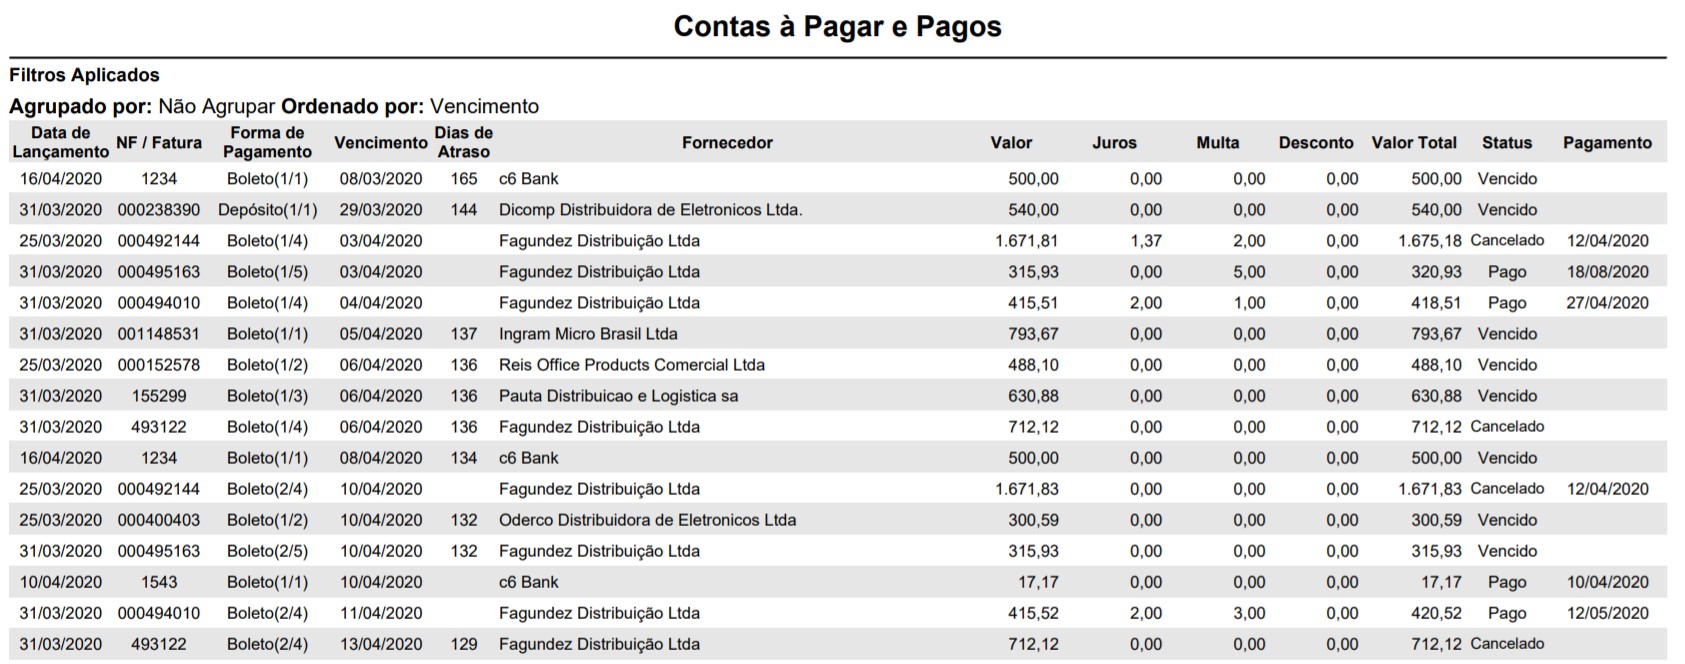 Contas à Pagar e Pagos
Filtros Aplicados
Agrupado por: Não Agrupar Ordenado por: Vencimento
Data de Lançamento NF / Fatura Forma de Pagamento Vencimento Dias de Atraso Fornecedor Valor Juros Multa Desconto Valor Total Status Pagamento
16/04/2020 1234 Boleto(1/1) 08/03/2020 165 c6 Bank 500,00 0,00 0,00 0,00 500,00 Vencido
31/03/2020 000238390 Depósito(1/1) 29/03/2020 144 Dicomp Distribuidora de Eletronicos Ltda. 540,00 0,00 0,00 0,00 540,00 Vencido
25/03/2020 000492144 Boleto(1/4) 03/04/2020 Fagundez Distribuição Ltda 1.671,81 1,37 2,00 0,00 1.675,18 Cancelado 12/04/2020
31/03/2020 000495163 Boleto(1/5) 03/04/2020 Fagundez Distribuição Ltda 315,93 0,00 5,00 0,00 320,93 Pago 18/08/2020
31/03/2020 000494010 Boleto(1/4) 04/04/2020 Fagundez Distribuição Ltda 415,51 2,00 1,00 0,00 418,51 Pago 27/04/2020
31/03/2020 001148531 Boleto(1/1) 05/04/2020 137 Ingram Micro Brasil Ltda 793,67 0,00 0,00 0,00 793,67 Vencido
25/03/2020 000152578 Boleto(1/2) 06/04/2020 136 Reis Office Products Comercial Ltda 488,10 0,00 0,00 0,00 488,10 Vencido
31/03/2020 155299 Boleto(1/3) 06/04/2020 136 Pauta Distribuicao e Logistica sa 630,88 0,00 0,00 0,00 630,88 Vencido
31/03/2020 493122 Boleto(1/4) 06/04/2020 136 Fagundez Distribuição Ltda 712,12 0,00 0,00 0,00 712,12 Cancelado
16/04/2020 1234 Boleto(1/1) 08/04/2020 134 c6 Bank 500,00 0,00 0,00 0,00 500,00 Vencido
25/03/2020 000492144 Boleto(2/4) 10/04/2020 Fagundez Distribuição Ltda 1.671,83 0,00 0,00 0,00 1.671,83 Cancelado 12/04/2020
25/03/2020 000400403 Boleto(1/2) 10/04/2020 132 Oderco Distribuidora de Eletronicos Ltda 300,59 0,00 0,00 0,00 300,59 Vencido
31/03/2020 000495163 Boleto(2/5) 10/04/2020 132 Fagundez Distribuição Ltda 315,93 0,00 0,00 0,00 315,93 Vencido
10/04/2020 1543 Boleto(1/1) 10/04/2020 c6 Bank 17,17 0,00 0,00 0,00 17,17 Pago 10/04/2020
31/03/2020 000494010 Boleto(2/4) 11/04/2020 Fagundez Distribuição Ltda 415,52 2,00 3,00 0,00 420,52 Pago 12/05/2020
31/03/2020 493122 Boleto(2/4) 13/04/2020 129 Fagundez Distribuição Ltda 712,12 0,00 0,00 0,00 712,12 Cancelado